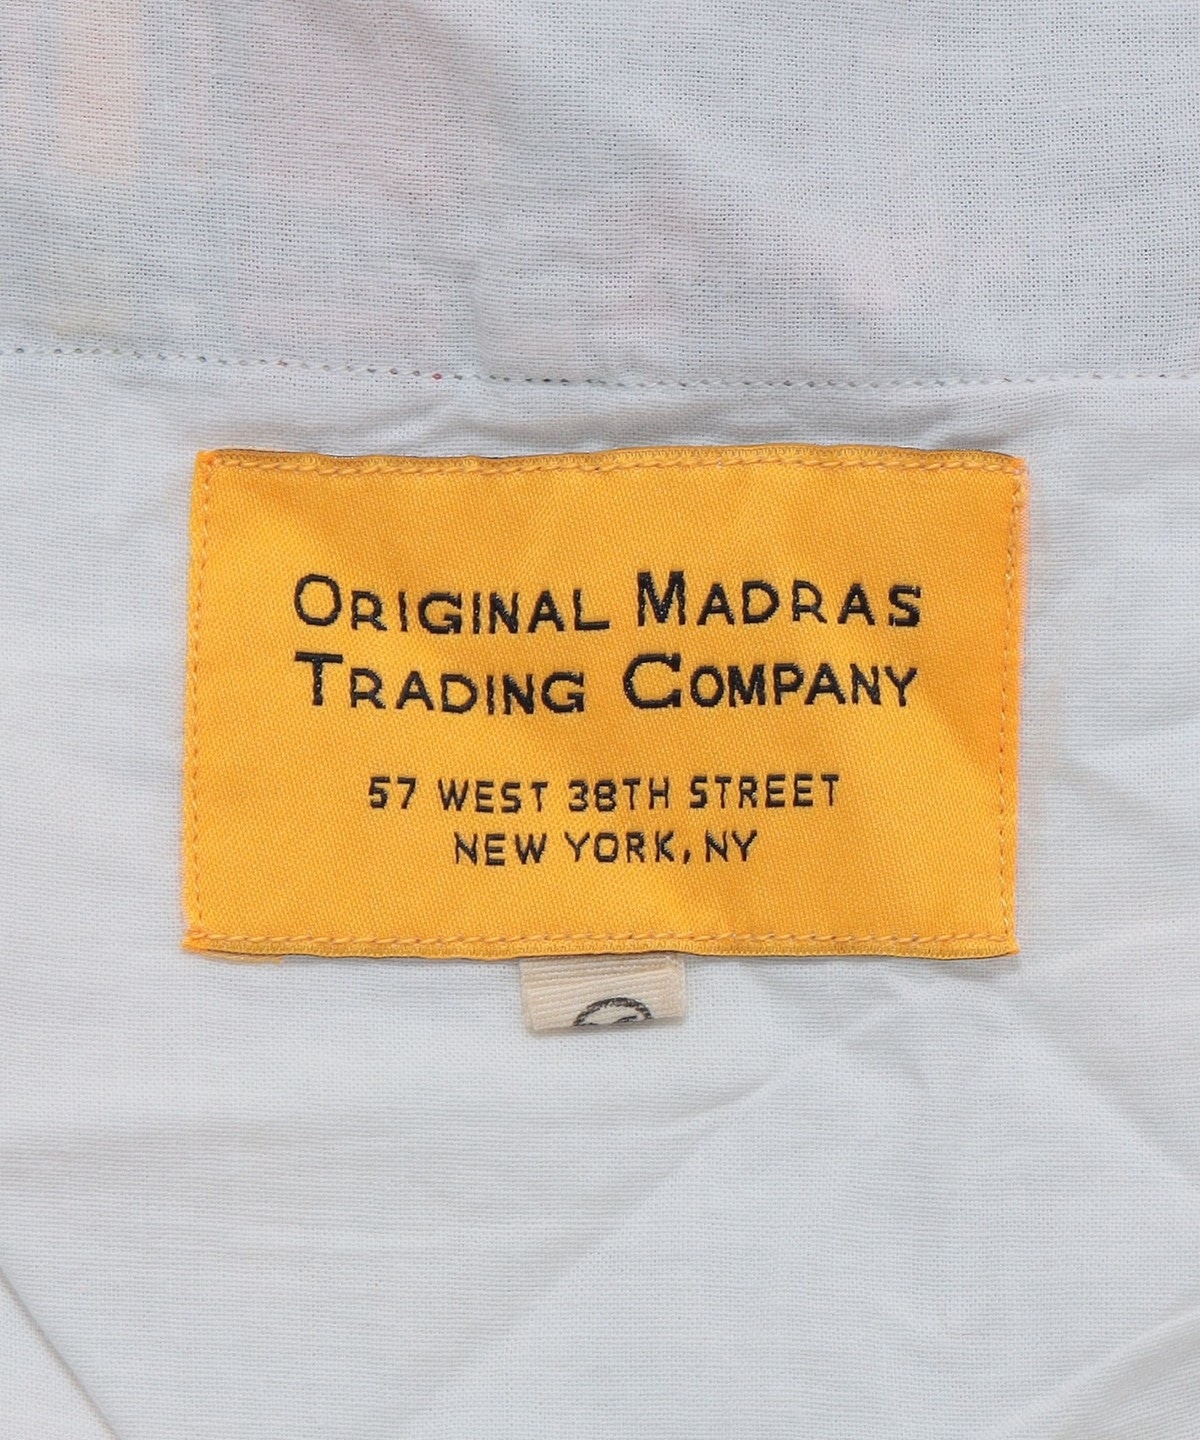 ORIGINAL MADRAS
TRADING COMPANY
57 WEST 38TH STREET
NEW YORK, NY